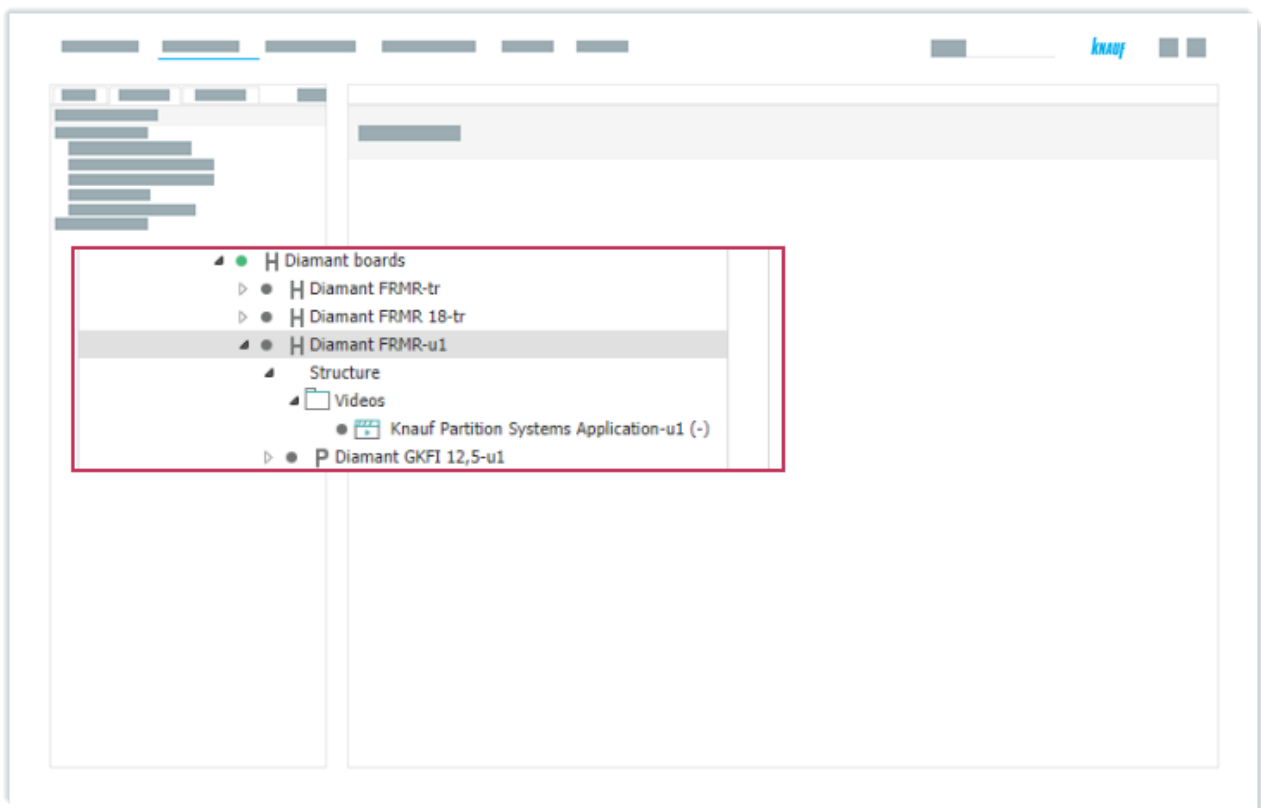 KNAUF
H Diamant boards
H Diamant FRMR-tr
H Diamant FRMR 18-tr
H Diamant FRMR-u1
Structure
Videos
Knauf Partition Systems Application-u1 (-)
P Diamant GKFI 12,5-u1